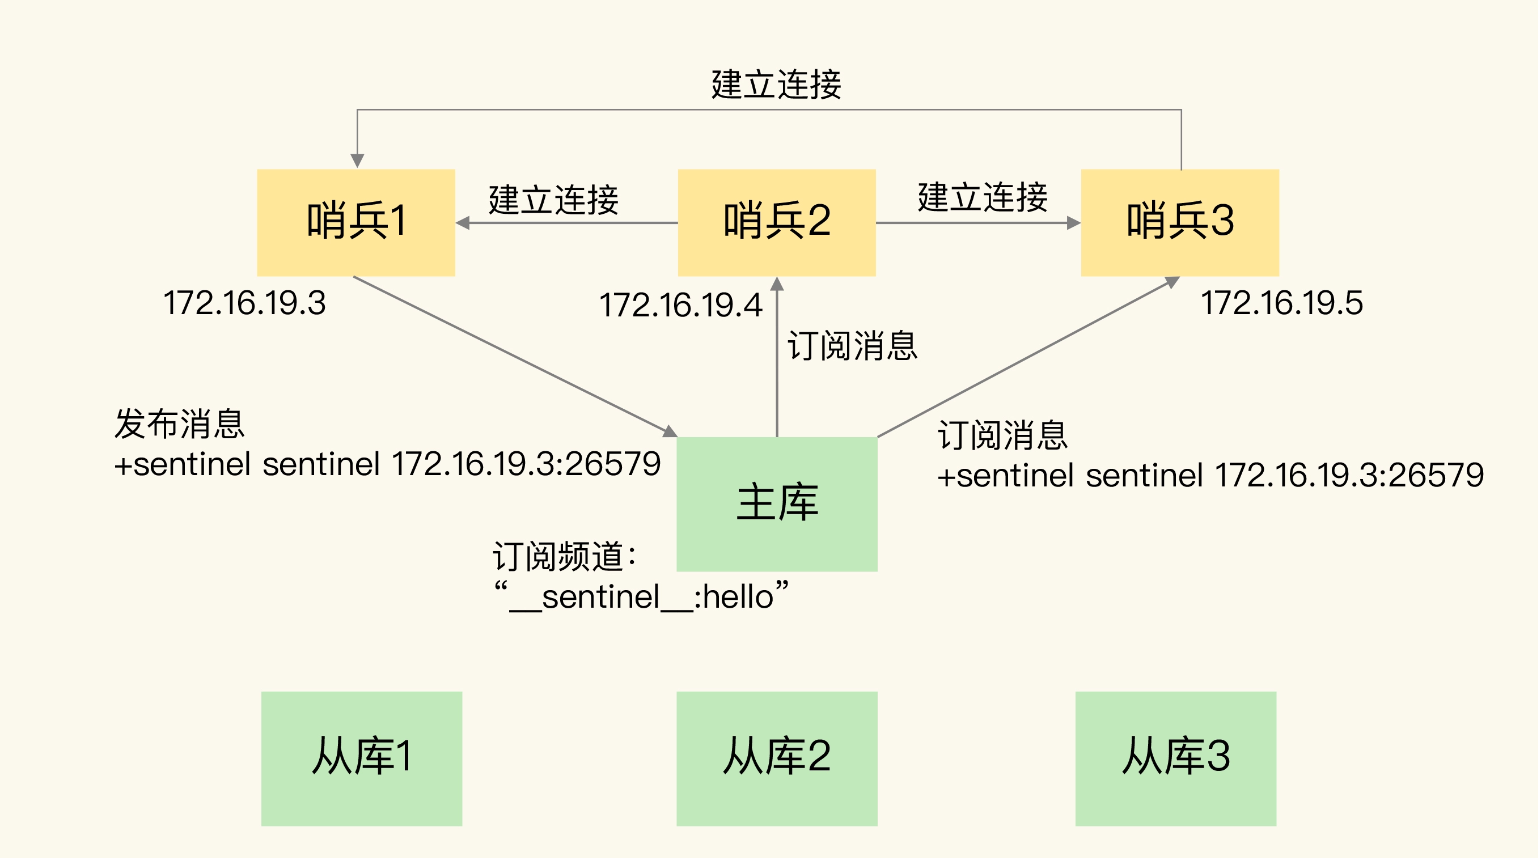 建立连接
哨兵1
建立连接
哨兵2
建立连接
哨兵3
172.16.19.3
172.16.19.4
172.16.19.5
订阅消息
发布消息
+sentinel sentinel 172.16.19.3:26579
订阅消息
+sentinel sentinel 172.16.19.3:26579
主库
订阅频道：
“__sentinel__:hello”
从库1
从库2
从库3